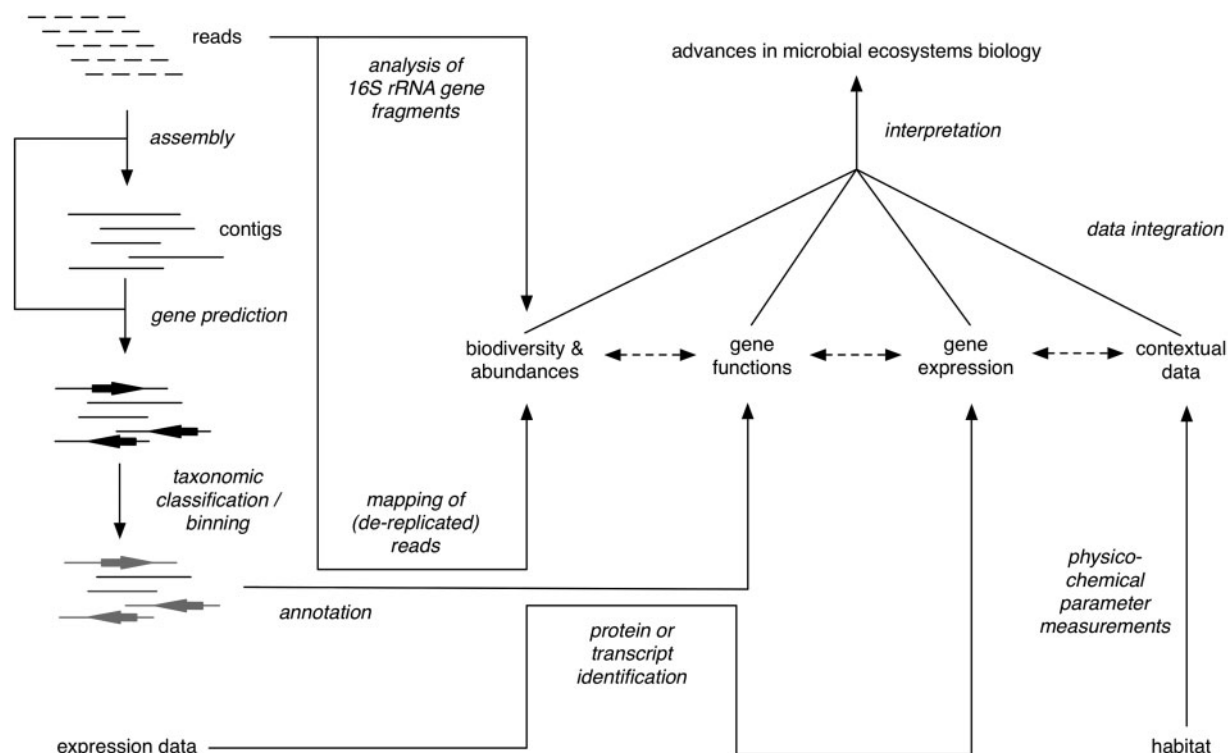 reads
analysis of
16S rRNA gene
fragments
advances in microbial ecosystems biology
assembly
interpretation
contigs
data integration
gene prediction
biodiversity &
abundances
gene
functions
gene
expression
contextual
data
taxonomic
classification /
binning
mapping of
(de-replicated)
reads
physico-
chemical
parameter
measurements
annotation
protein or
transcript
identification
expression data
habitat